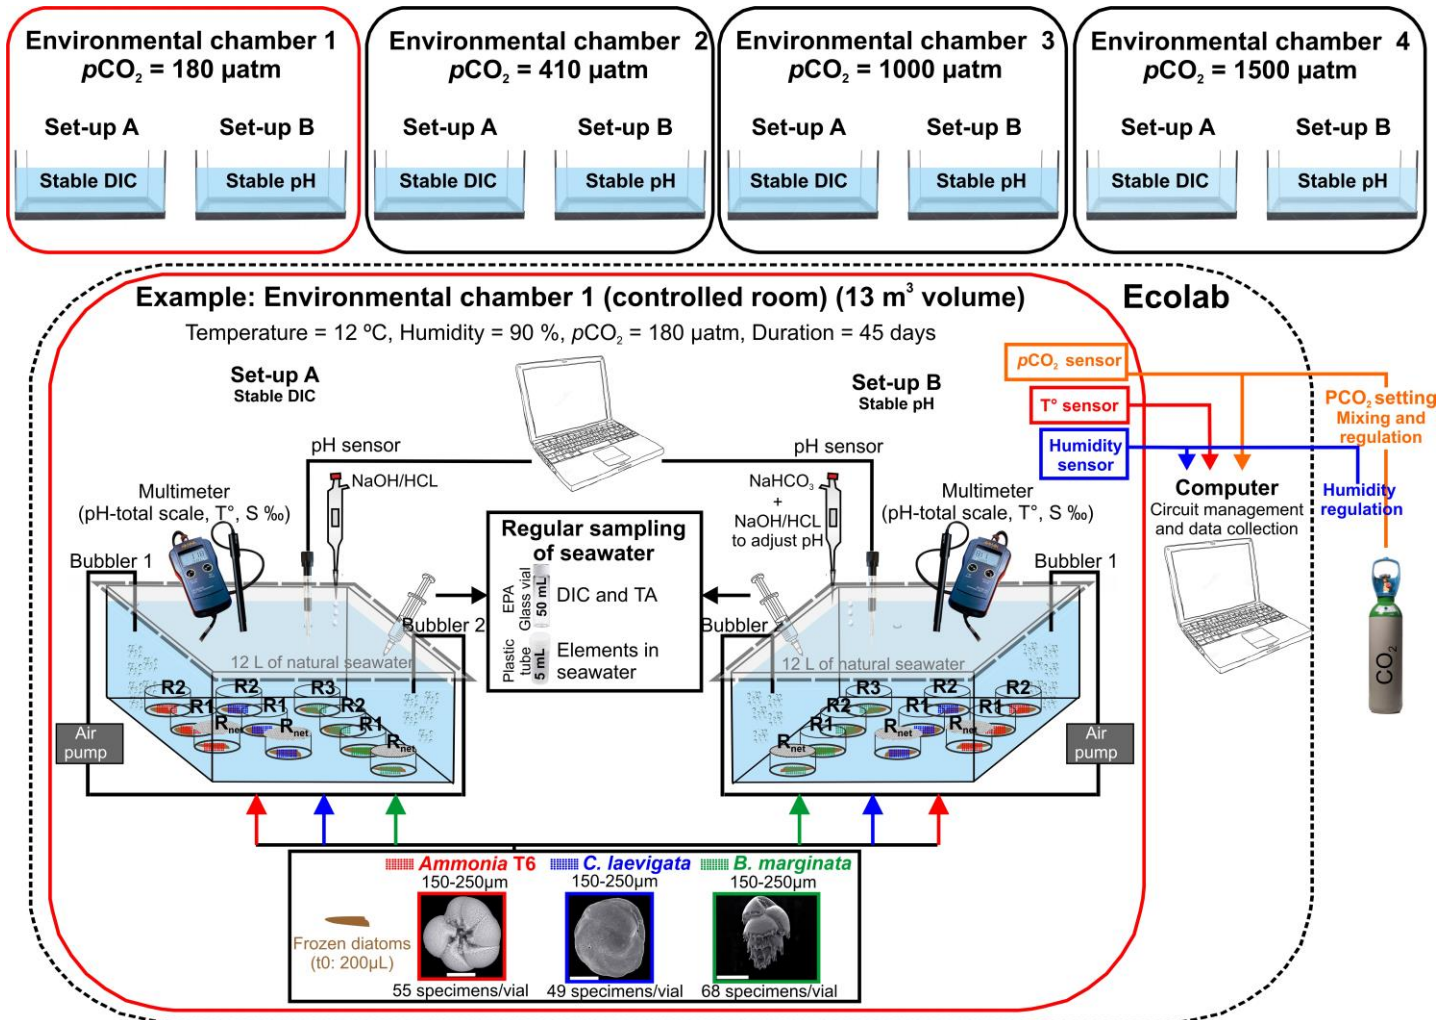 Environmental chamber 1
pCO₂ = 180 µatm
Set-up A
Set-up B
Stable DIC
Stable pH
Environmental chamber 2
pCO₂ = 410 µatm
Set-up A
Set-up B
Stable DIC
Stable pH
Environmental chamber 3
pCO₂ = 1000 µatm
Set-up A
Set-up B
Stable DIC
Stable pH
Environmental chamber 4
pCO₂ = 1500 µatm
Set-up A
Set-up B
Stable DIC
Stable pH
Example: Environmental chamber 1 (controlled room) (13 m³ volume)
Ecolab
Temperature = 12 ºC, Humidity = 90 %, pCO₂ = 180 µatm, Duration = 45 days
Set-up A
Stable DIC
Set-up B
Stable pH
pCO₂ sensor
T° sensor
Humidity
sensor
PCO₂ setting
Mixing and
regulation
Humidity
regulation
Computer
Circuit management
and data collection
CO₂
pH sensor
pH sensor
NaOH/HCL
NaHCO₃
+
NaOH/HCL
to adjust pH
Multimeter
(pH-total scale, T°, S ‰)
Multimeter
(pH-total scale, T°, S ‰)
Bubbler 1
Bubbler 2
Bubbler
Bubbler 1
Regular sampling
of seawater
EPA
Glass vial
50 mL
DIC and TA
Plastic
tube
5 mL
Elements in
seawater
12 L of natural seawater
12 L of natural seawater
R2
R2
R3
R1
R1
R2
Rnet
Rnet
R1
Rnet
R3
R2
R2
R2
R1
R1
R1
Rnet
Rnet
Rnet
Air
pump
Air
pump
Ammonia T6
150-250µm
55 specimens/vial
C. laevigata
150-250µm
49 specimens/vial
B. marginata
150-250µm
68 specimens/vial
Frozen diatoms
(t0: 200µL)